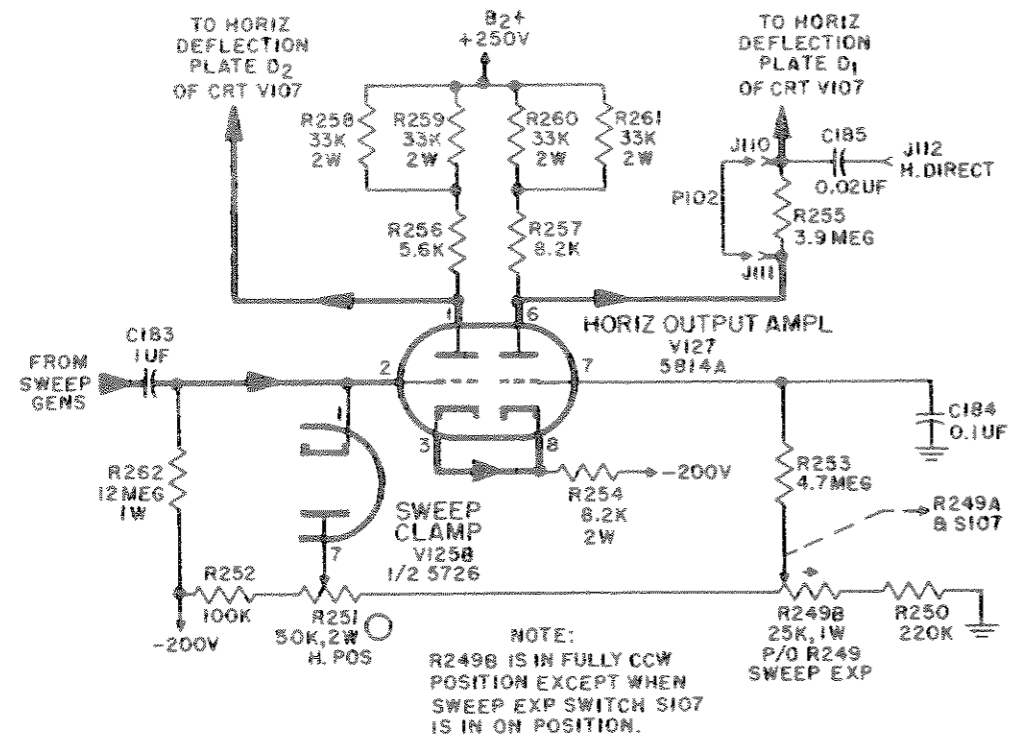 TO HORIZ
DEFLECTION
PLATE D2
OF CRT V107
B2+
+250V
TO HORIZ
DEFLECTION
PLATE D1
OF CRT V107
R258
33K
2W
R259
33K
2W
R260
33K
2W
R261
33K
2W
J110
C185
0.02UF
J112
H. DIRECT
P102
R255
3.9 MEG
J111
R256
5.6K
R257
8.2K
1
6
HORIZ OUTPUT AMPL
V127
5814A
C183
1UF
FROM
SWEEP
GENS
2
7
1
3
8
C184
0.1UF
R262
12MEG
1W
R254
8.2K
2W
-200V
R253
4.7MEG
R249A
& S107
SWEEP
CLAMP
V125B
1/2 5726
7
R252
100K
-200V
R251
50K, 2W
H. POS
R249B
25K, 1W
P/O R249
SWEEP EXP
R250
220K
NOTE:
R249B IS IN FULLY CCW
POSITION EXCEPT WHEN
SWEEP EXP SWITCH S107
IS IN ON POSITION.